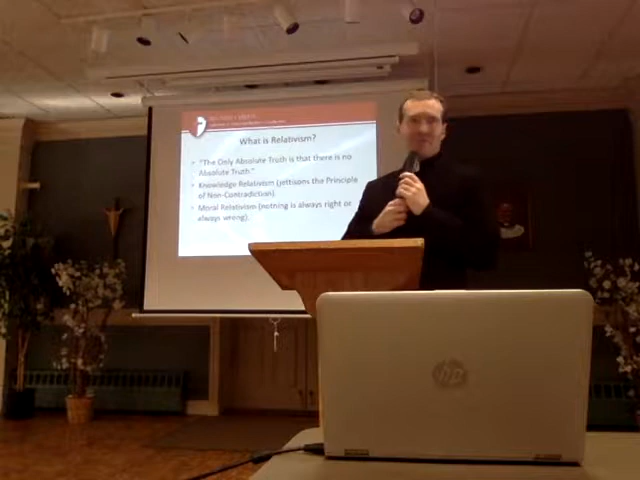 What is Relativism?
• "The Only Absolute Truth is that there is no
Absolute Truth."
• Knowledge Relativism (jettisons the Principle
of Non-Contradiction).
• Moral Relativism (nothing is always right or
always wrong).
hp